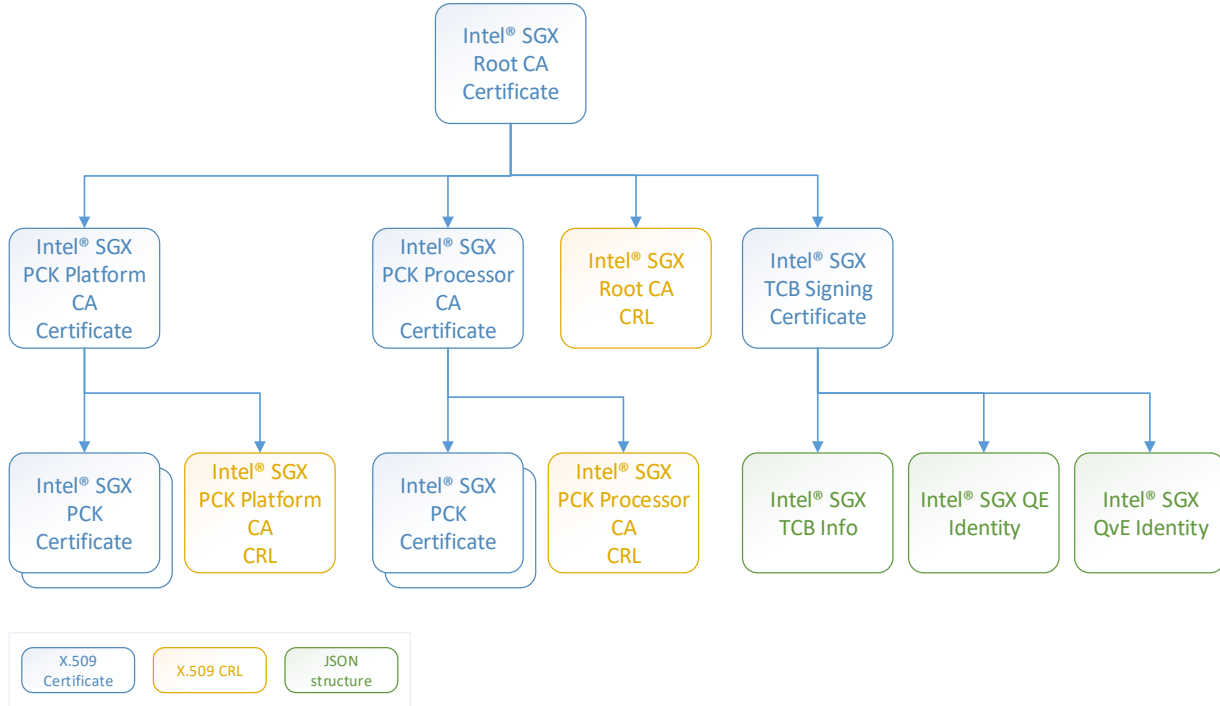 Intel® SGX
Root CA
Certificate
Intel® SGX
PCK Platform
CA
Certificate
Intel® SGX
PCK Processor
CA
Certificate
Intel® SGX
Root CA
CRL
Intel® SGX
TCB Signing
Certificate
Intel® SGX
PCK
Certificate
Intel® SGX
PCK Platform
CA
CRL
Intel® SGX
PCK
Certificate
Intel® SGX
PCK Processor
CA
CRL
Intel® SGX
TCB Info
Intel® SGX QE
Identity
Intel® SGX
QvE Identity
X.509
Certificate
X.509 CRL
JSON
structure